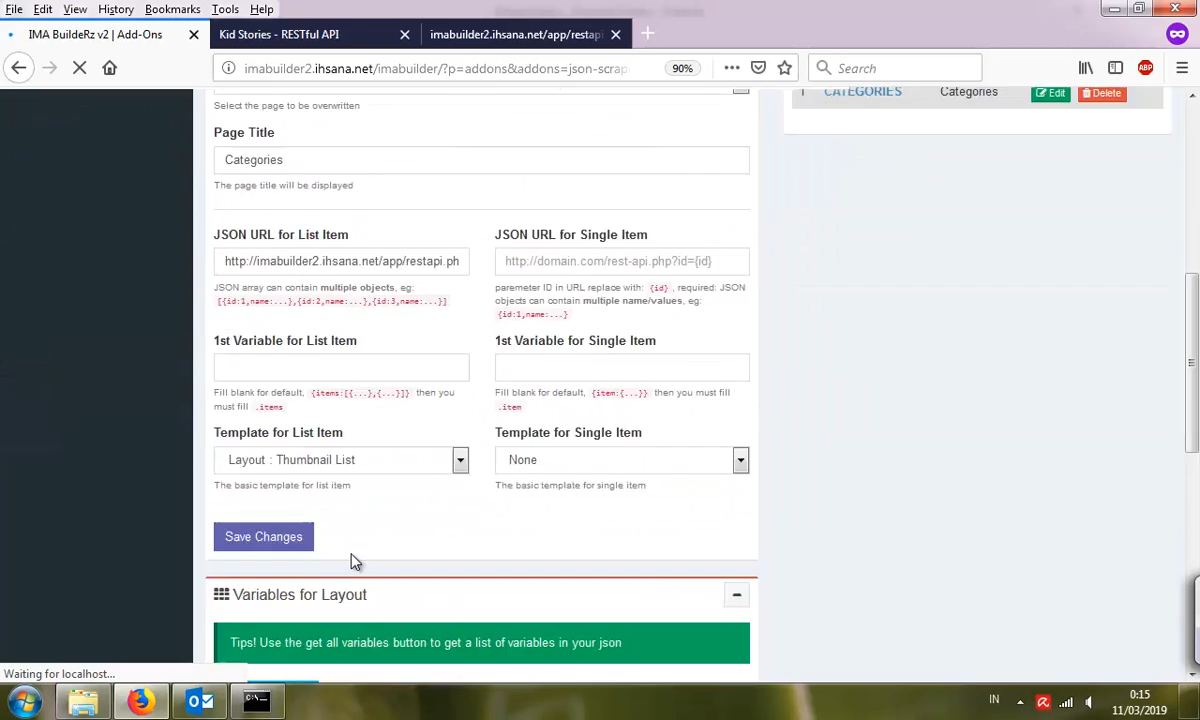 File Edit View History Bookmarks Tools Help
IMA BuildeRz v2 | Add-Ons
Kid Stories - RESTful API
imabuilder2.ihsana.net/app/restapi
imabuilder2.ihsana.net/imabuilder/?p=addons&addons=json-scrap
90%
Search
ABP
Select the page to be overwritten
1 CATEGORIES Categories Edit Delete
Page Title
Categories
The page title will be displayed
JSON URL for List Item
JSON URL for Single Item
http://imabuilder2.ihsana.net/app/restapi.ph
http://domain.com/rest-api.php?id={id}
JSON array can contain multiple objects, eg:
[{id:1,name:...},{id:2,name:...},{id:3,name:...}]
paremeter ID in URL replace with: {id} , required: JSON
objects can contain multiple name/values, eg:
{id:1,name:...}
1st Variable for List Item
1st Variable for Single Item
Fill blank for default, {items:[{...},{...}]} then you
must fill .items
Fill blank for default, {item:{...}} then you must fill
.item
Template for List Item
Template for Single Item
Layout : Thumbnail List
None
The basic template for list item
The basic template for single item
Save Changes
Variables for Layout
Tips! Use the get all variables button to get a list of variables in your json
Waiting for localhost...
IN
0:15
11/03/2019